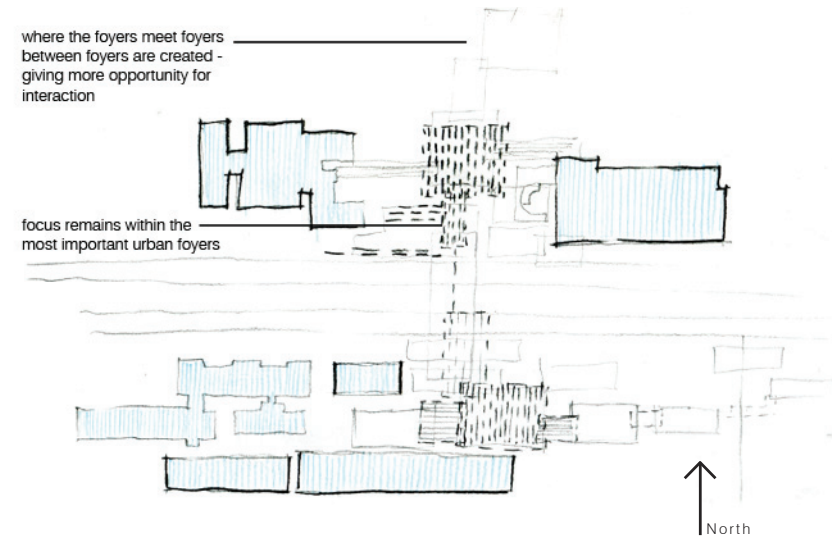 where the foyers meet foyers
between foyers are created -
giving more opportunity for
interaction
focus remains within the
most important urban foyers
North